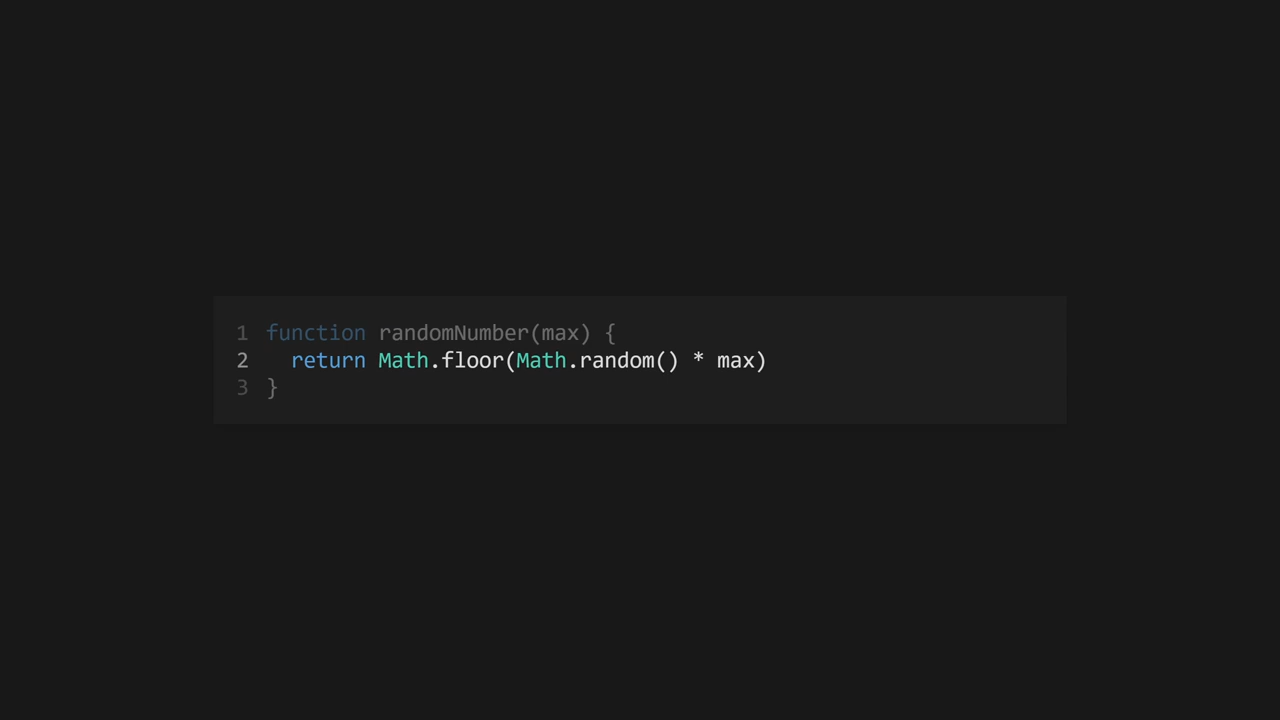 1 function randomNumber(max) {
2   return Math.floor(Math.random() * max)
3 }